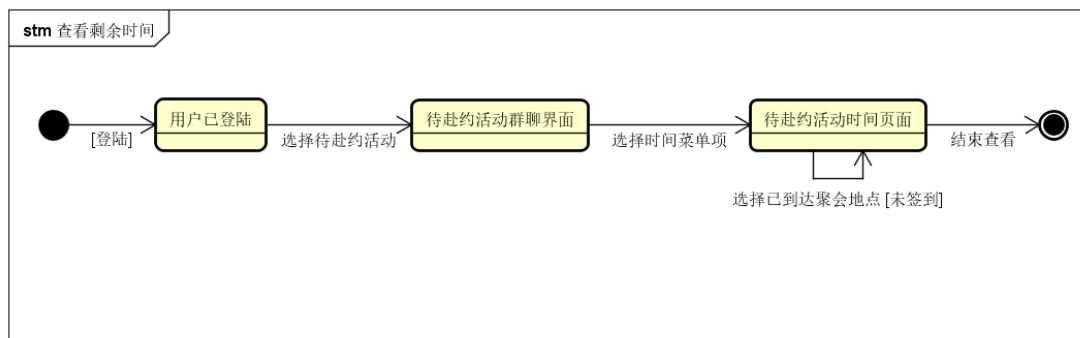 stm 查看剩余时间
用户已登陆
待赴约活动群聊界面
待赴约活动时间页面
[登陆]
选择待赴约活动
选择时间菜单项
结束查看
选择已到达聚会地点 [未签到]